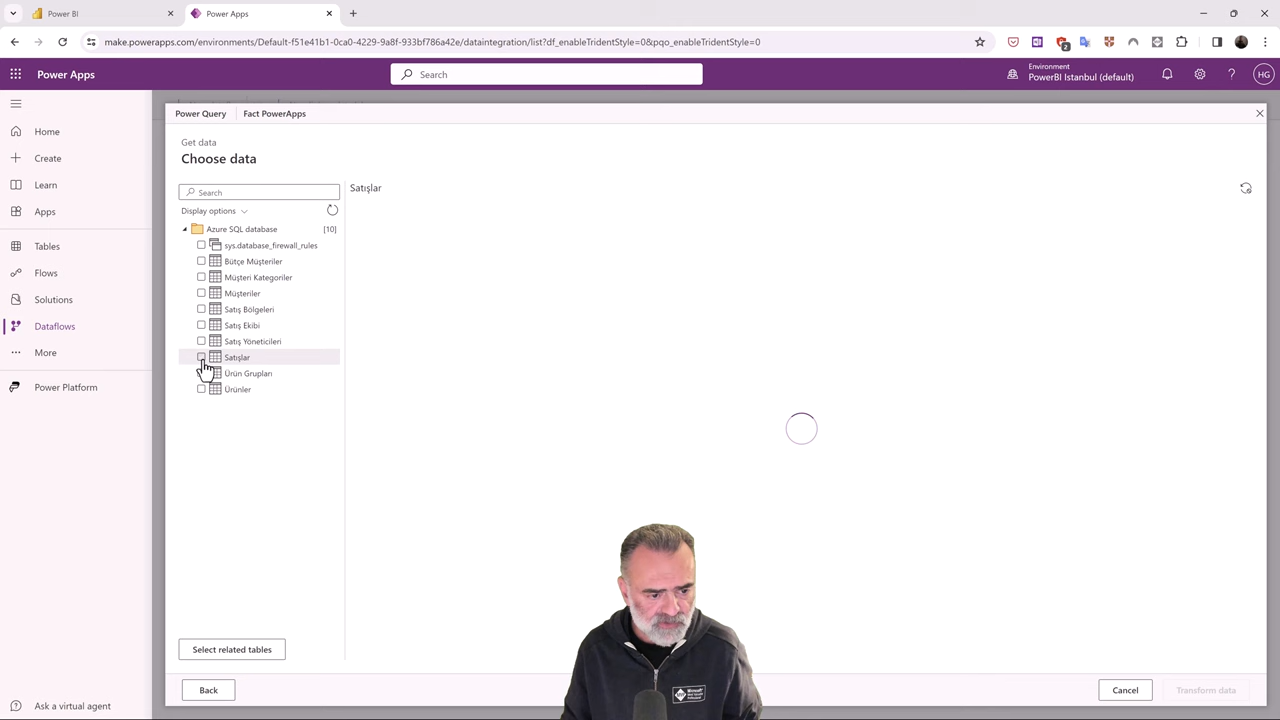 Power BI
Power Apps
make.powerapps.com/environments/Default-f51e41b1-0ca0-4229-9a8f-933bf786a42e/dataintegration/list?df_enableTridentStyle=0&pqo_enableTridentStyle=0
2
Power Apps
Search
Environment
PowerBI Istanbul (default)
HG
Home
Create
Learn
Apps
Tables
Flows
Solutions
Dataflows
More
Power Platform
Ask a virtual agent
Power Query
Fact PowerApps
Get data
Choose data
Search
Display options
Azure SQL database [10]
sys.database_firewall_rules
Bütçe Müşteriler
Müşteri Kategoriler
Müşteriler
Satış Bölgeleri
Satış Ekibi
Satış Yöneticileri
Satışlar
Ürün Grupları
Ürünler
Satışlar
Select related tables
Back
Cancel
Transform data